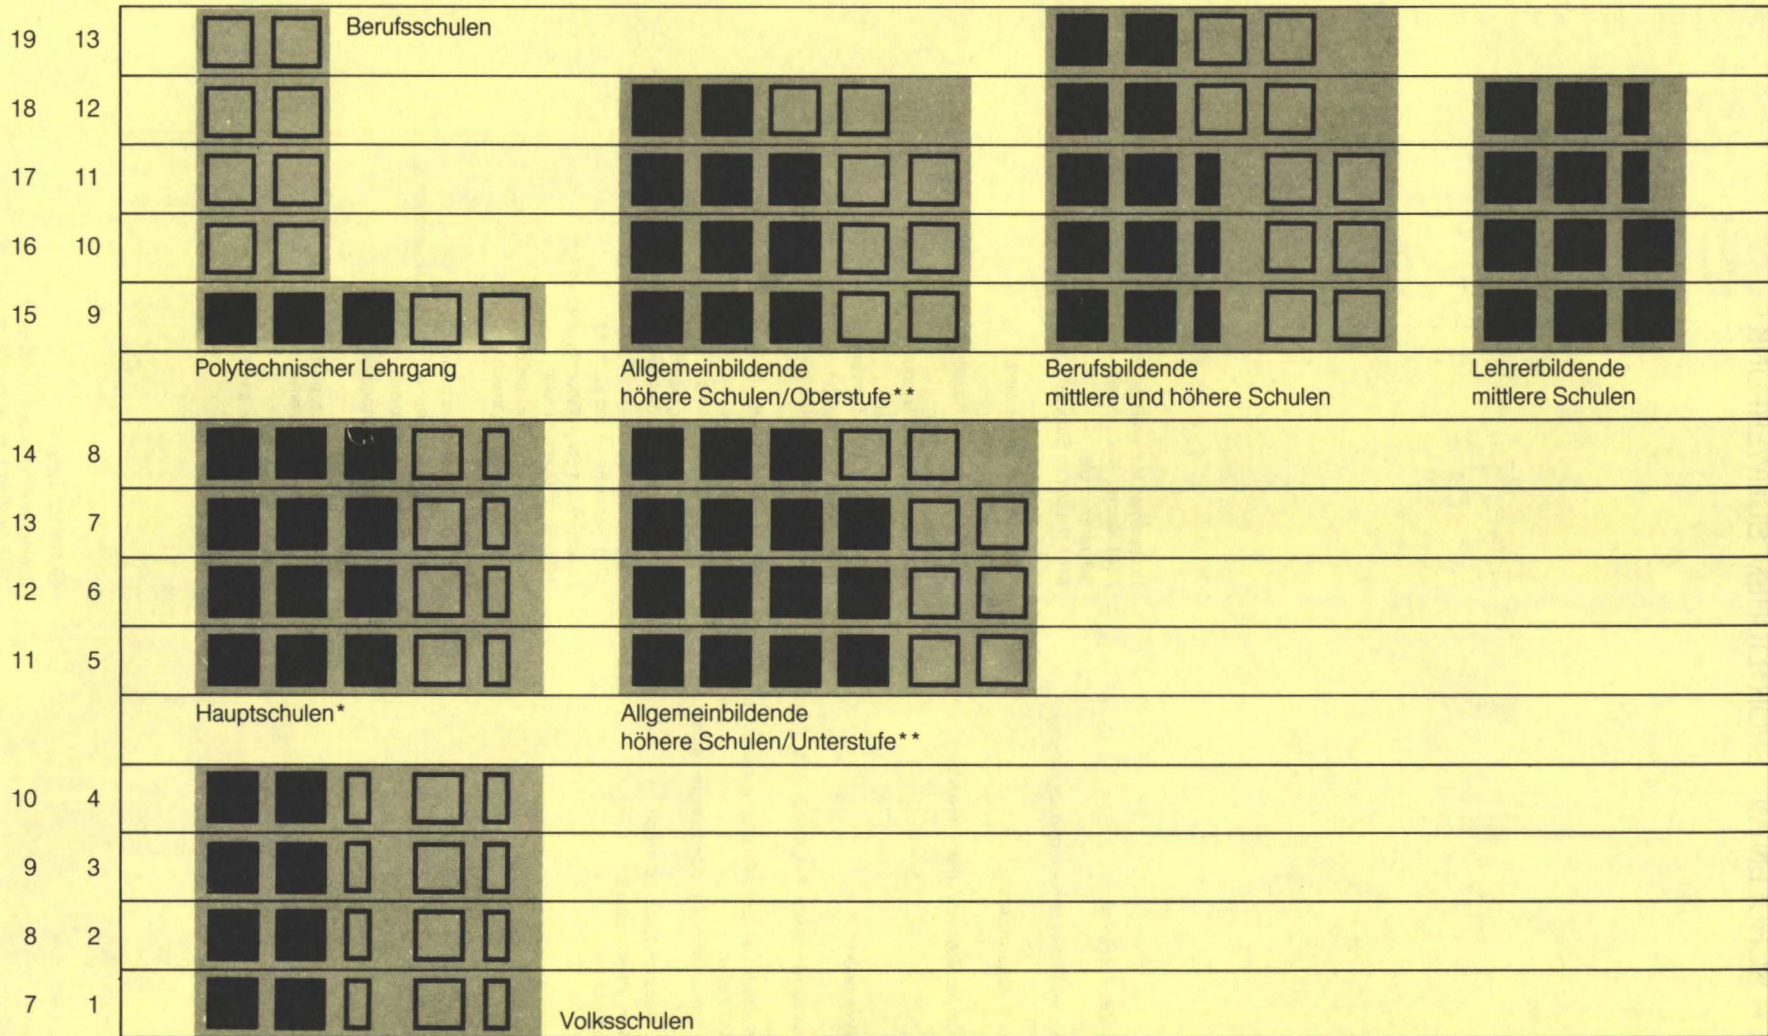 19 13 Berufsschulen
18 12
17 11
16 10
15 9
Polytechnischer Lehrgang
Allgemeinbildende
höhere Schulen/Oberstufe**
Berufsbildende
mittlere und höhere Schulen
Lehrerbildende
mittlere Schulen
14 8
13 7
12 6
11 5
Hauptschulen*
Allgemeinbildende
höhere Schulen/Unterstufe**
10 4
9 3
8 2
7 1 Volksschulen